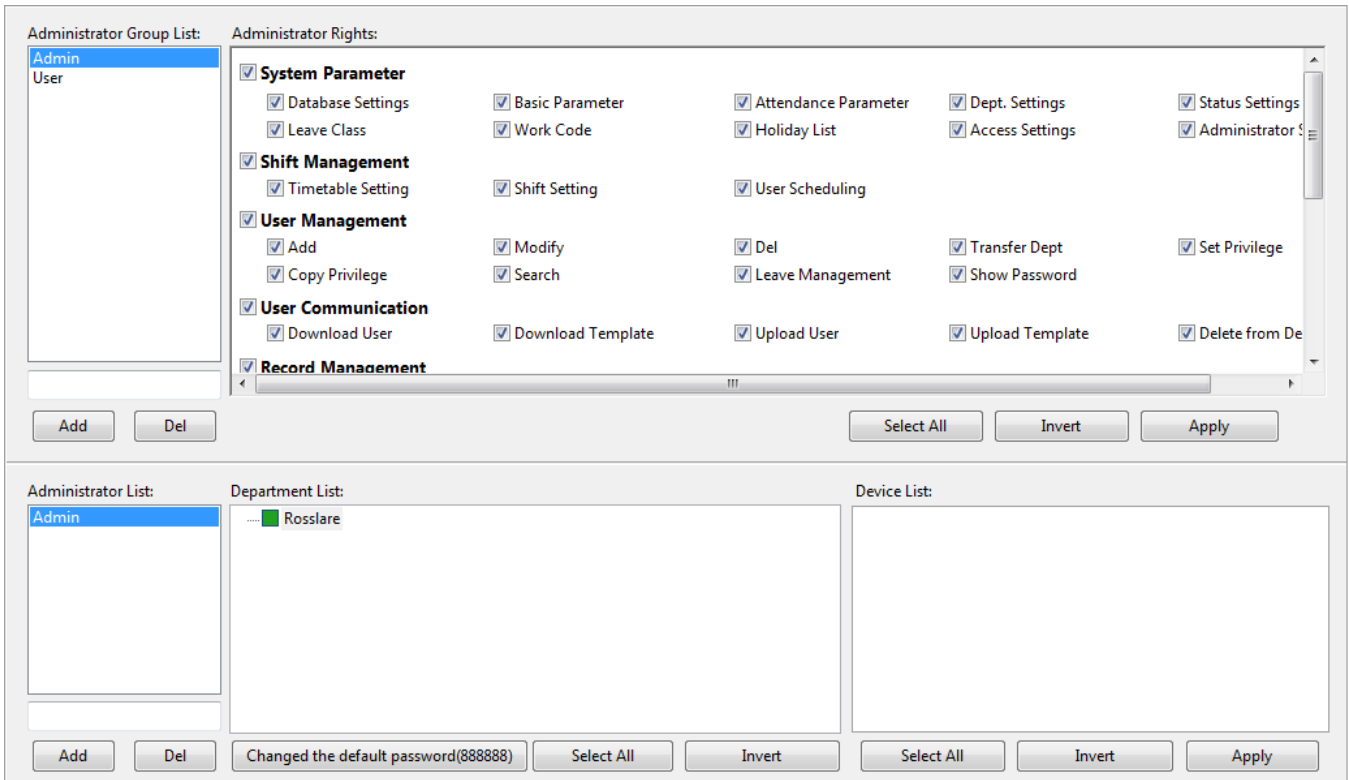 Administrator Group List:
Administrator Rights:
Admin
User
System Parameter
Database Settings Basic Parameter Attendance Parameter Dept. Settings Status Settings
Leave Class Work Code Holiday List Access Settings Administrator
Shift Management
Timetable Setting Shift Setting User Scheduling
User Management
Add Modify Del Transfer Dept Set Privilege
Copy Privilege Search Leave Management Show Password
User Communication
Download User Download Template Upload User Upload Template Delete from De
Record Management
Add Del Select All Invert Apply
Administrator List: Department List: Device List:
Admin
Rosslare
Add Del Changed the default password(888888) Select All Invert Select All Invert Apply